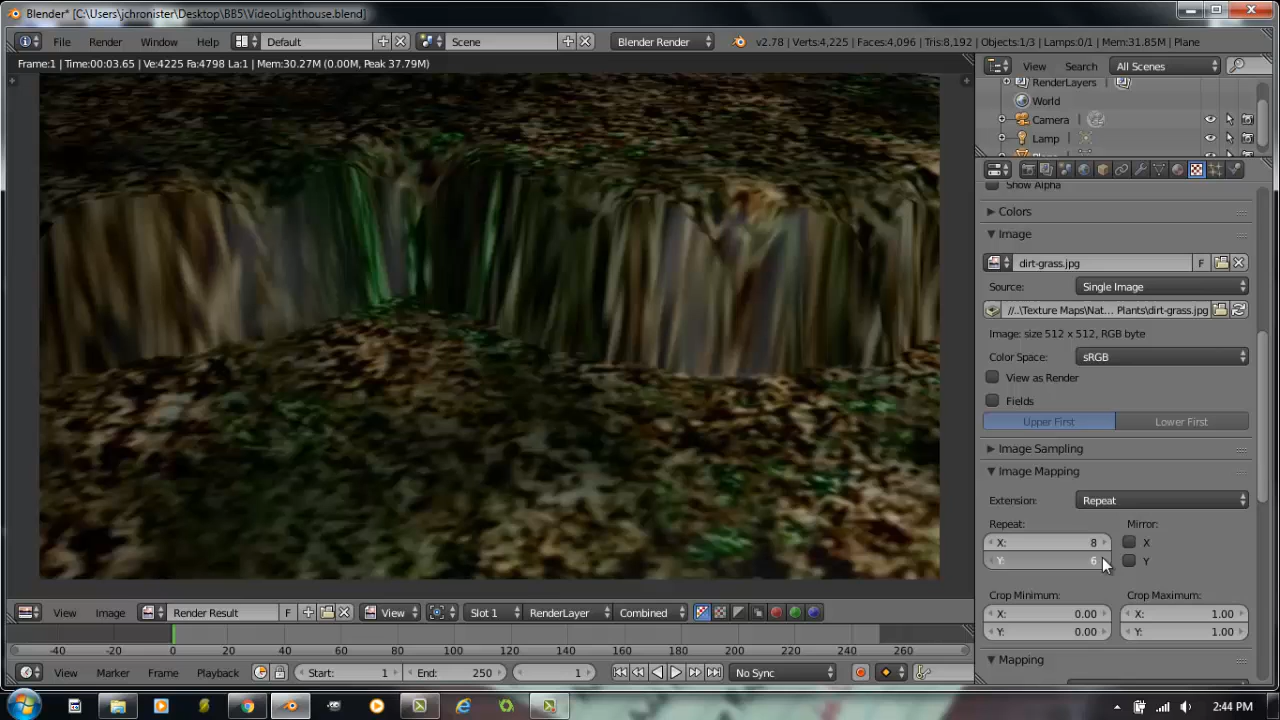 Blender* [C:\Users\jchronister\Desktop\BB5\VideoLighthouse.blend]
File Render Window Help Default Scene Blender Render v2.78 | Verts:4,225 | Faces:4,096 | Tris:8,192 | Objects:1/3 | Lamps:0/1 | Mem:31.85M | Plane
Frame:1 | Time:00:03.65 | Ve:4225 Fa:4798 La:1 | Mem:30.27M (0.00M, Peak 37.79M)
View Search All Scenes
RenderLayers
World
Camera
Lamp
Show Alpha
Colors
Image
dirt-grass.jpg F
Source: Single Image
//..\Texture Maps\Nat... Plants\dirt-grass.jpg
Image: size 512 x 512, RGB byte
Color Space: sRGB
View as Render
Fields
Upper First Lower First
Image Sampling
Image Mapping
Extension: Repeat
Repeat: Mirror:
X: 8 X
Y: 6 Y
Crop Minimum: Crop Maximum:
X: 0.00 X: 1.00
Y: 0.00 Y: 1.00
Mapping
View Image Render Result F View Slot 1 RenderLayer Combined
-40 -20 0 20 40 60 80 100 120 140 160 180 200 220 240 260
View Marker Frame Playback Start: 1 End: 250 1 No Sync
2:44 PM